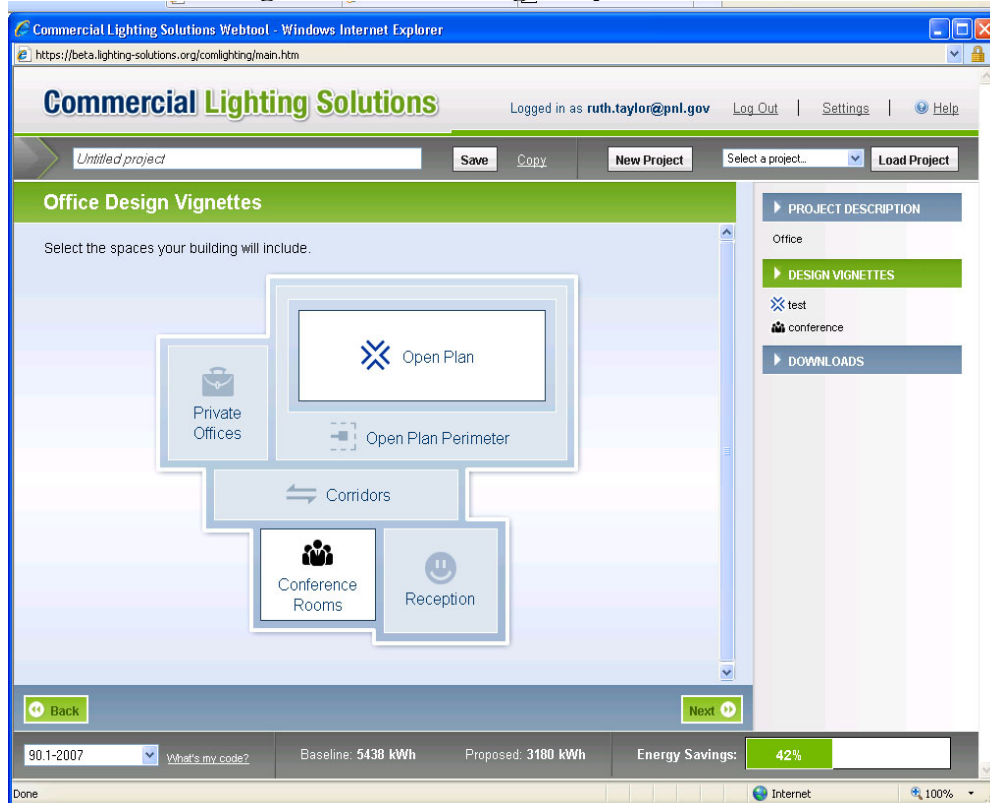 Commercial Lighting Solutions Webtool - Windows Internet Explorer
https://beta.lighting-solutions.org/comlighting/main.htm
Commercial Lighting Solutions
Logged in as ruth.taylor@pnl.gov Log Out | Settings | Help
Untitled project Save Copy New Project Select a project... Load Project
Office Design Vignettes
Select the spaces your building will include.
Open Plan
Private
Offices
Open Plan Perimeter
Corridors
Conference
Rooms
Reception
PROJECT DESCRIPTION
Office
DESIGN VIGNETTES
test
conference
DOWNLOADS
Back
Next
90.1-2007 What's my code? Baseline: 5438 kWh Proposed: 3180 kWh Energy Savings: 42%
Done Internet 100%